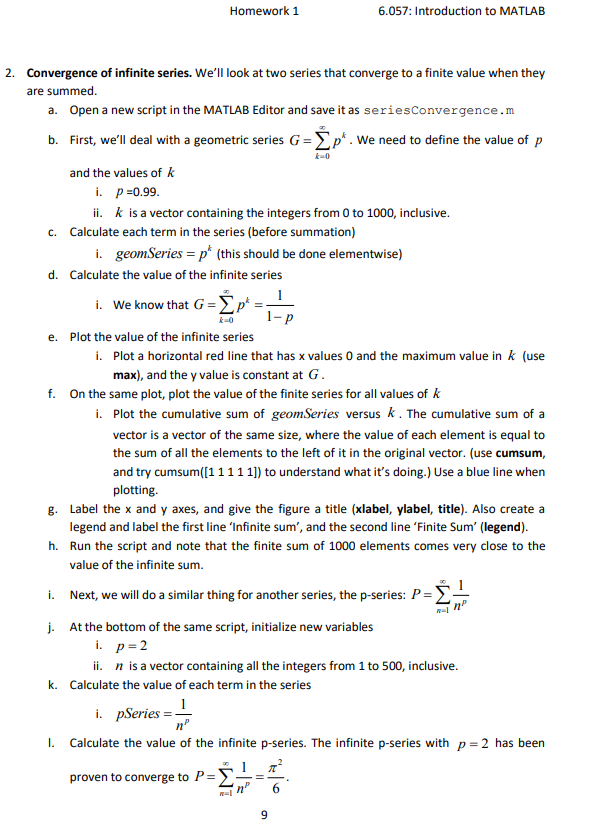 Homework 1 6.057: Introduction to MATLAB
2. Convergence of infinite series. We'll look at two series that converge to a finite value when they
are summed.
a. Open a new script in the MATLAB Editor and save it as seriesConvergence.m
b. First, we'll deal with a geometric series G = ∑_{k=0}^{∞} p^k . We need to define the value of p
and the values of k
i. p =0.99.
ii. k is a vector containing the integers from 0 to 1000, inclusive.
c. Calculate each term in the series (before summation)
i. geomSeries = p^k (this should be done elementwise)
d. Calculate the value of the infinite series
i. We know that G = ∑_{k=0}^{∞} p^k = 1/(1-p)
e. Plot the value of the infinite series
i. Plot a horizontal red line that has x values 0 and the maximum value in k (use
max), and the y value is constant at G .
f. On the same plot, plot the value of the finite series for all values of k
i. Plot the cumulative sum of geomSeries versus k . The cumulative sum of a
vector is a vector of the same size, where the value of each element is equal to
the sum of all the elements to the left of it in the original vector. (use cumsum,
and try cumsum([1 1 1 1 1]) to understand what it's doing.) Use a blue line when
plotting.
g. Label the x and y axes, and give the figure a title (xlabel, ylabel, title). Also create a
legend and label the first line 'Infinite sum', and the second line 'Finite Sum' (legend).
h. Run the script and note that the finite sum of 1000 elements comes very close to the
value of the infinite sum.
i. Next, we will do a similar thing for another series, the p-series: P = ∑_{n=1}^{∞} 1/n^p
j. At the bottom of the same script, initialize new variables
i. p = 2
ii. n is a vector containing all the integers from 1 to 500, inclusive.
k. Calculate the value of each term in the series
i. pSeries = 1/n^p
l. Calculate the value of the infinite p-series. The infinite p-series with p = 2 has been
proven to converge to P = ∑_{n=1}^{∞} 1/n^p = π^2/6 .
9